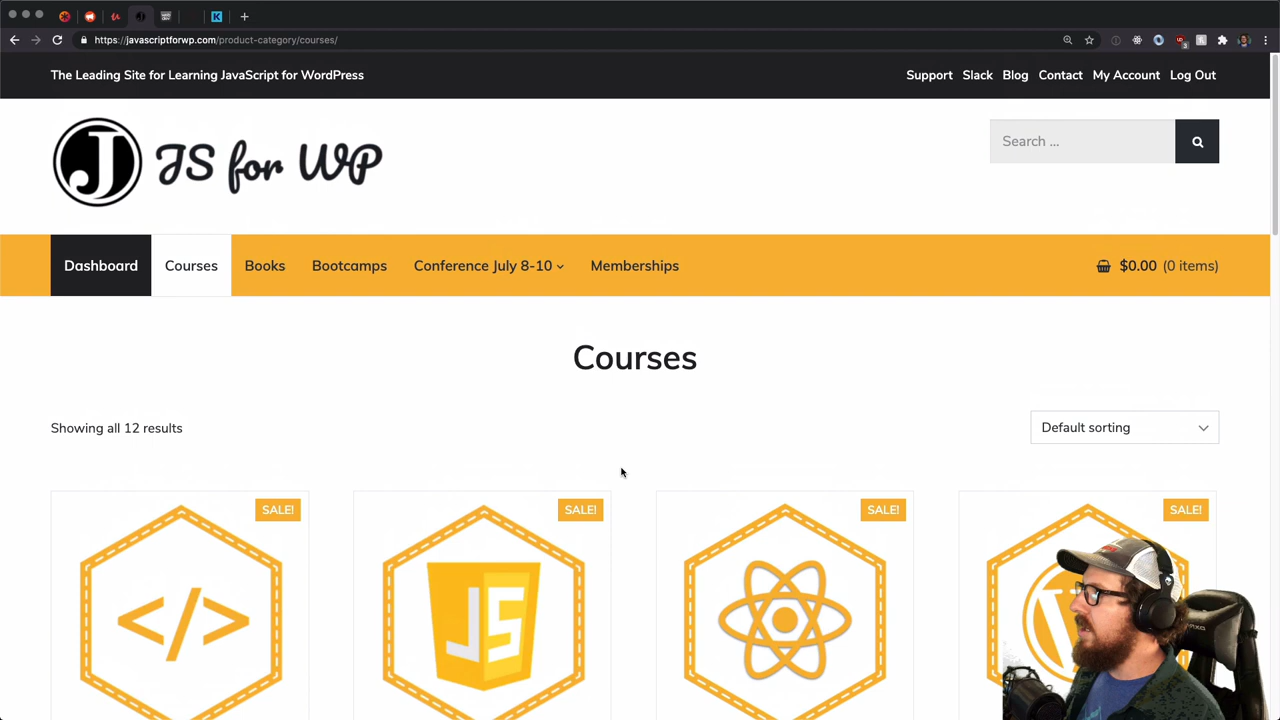 https://javascriptforwp.com/product-category/courses/
The Leading Site for Learning JavaScript for WordPress
Support Slack Blog Contact My Account Log Out
J JS for WP
Search ...
Dashboard Courses Books Bootcamps Conference July 8-10 Memberships $0.00 (0 items)
Courses
Showing all 12 results
Default sorting
SALE! SALE! SALE! SALE!
</> JS W